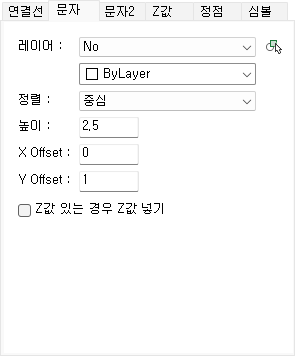 연결선 문자 문자2 Z값 정점 심볼
레이어 : No
ByLayer
정렬 : 중심
높이 : 2.5
X Offset : 0
Y Offset : 1
Z값 있는 경우 Z값 넣기